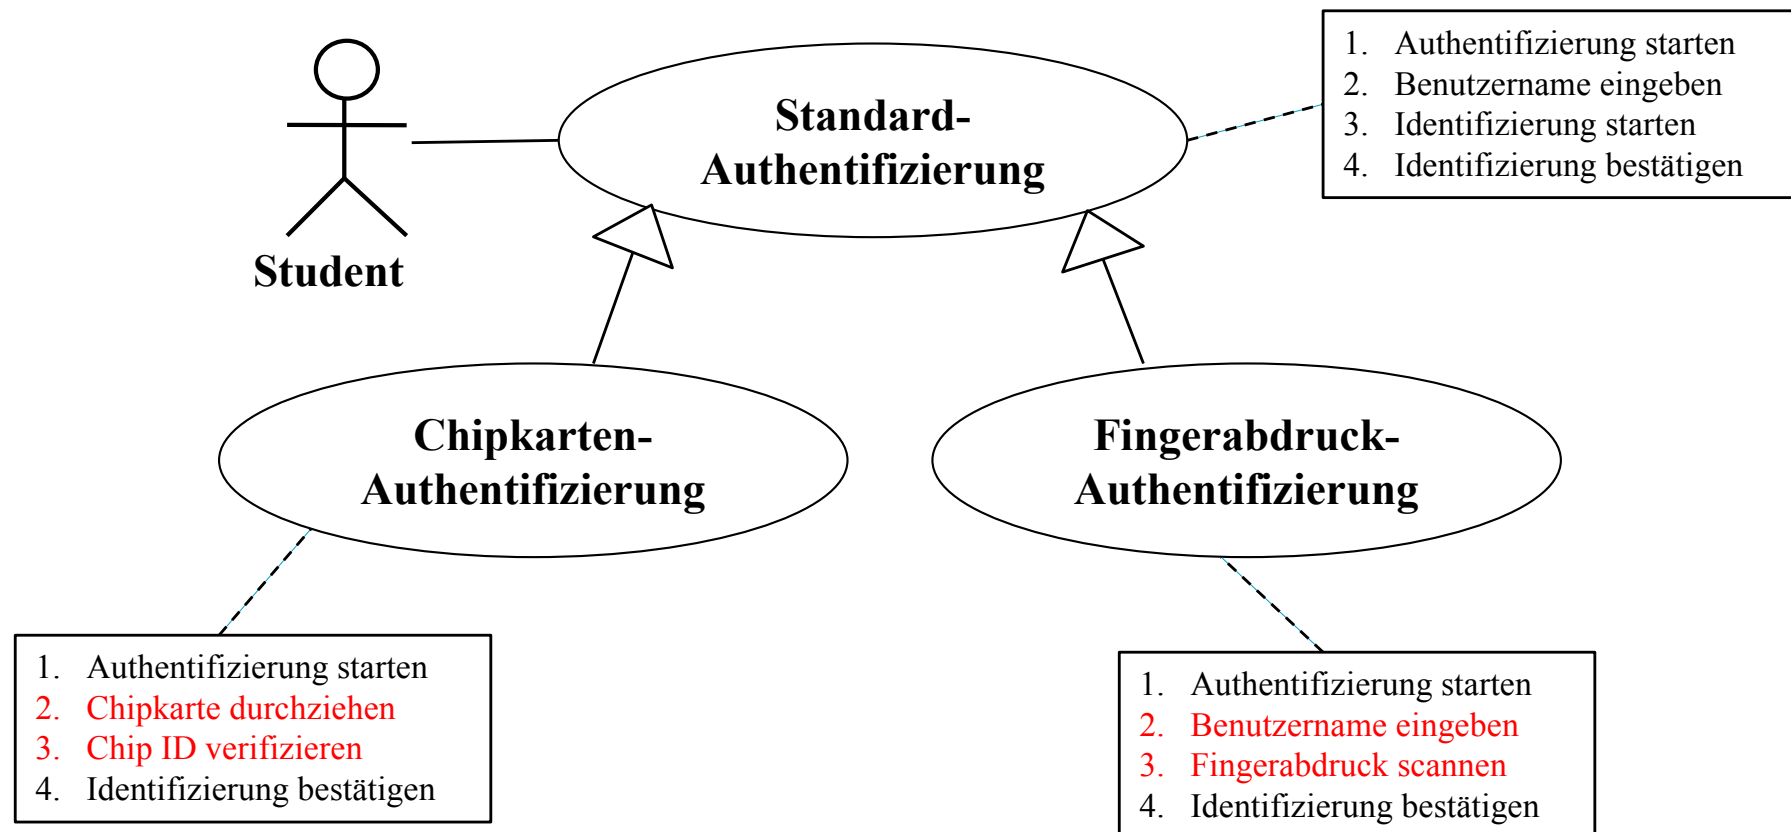 Standard-
Authentifizierung
1. Authentifizierung starten
2. Benutzername eingeben
3. Identifizierung starten
4. Identifizierung bestätigen
Student
Chipkarten-
Authentifizierung
Fingerabdruck-
Authentifizierung
1. Authentifizierung starten
2. Chipkarte durchziehen
3. Chip ID verifizieren
4. Identifizierung bestätigen
1. Authentifizierung starten
2. Benutzername eingeben
3. Fingerabdruck scannen
4. Identifizierung bestätigen